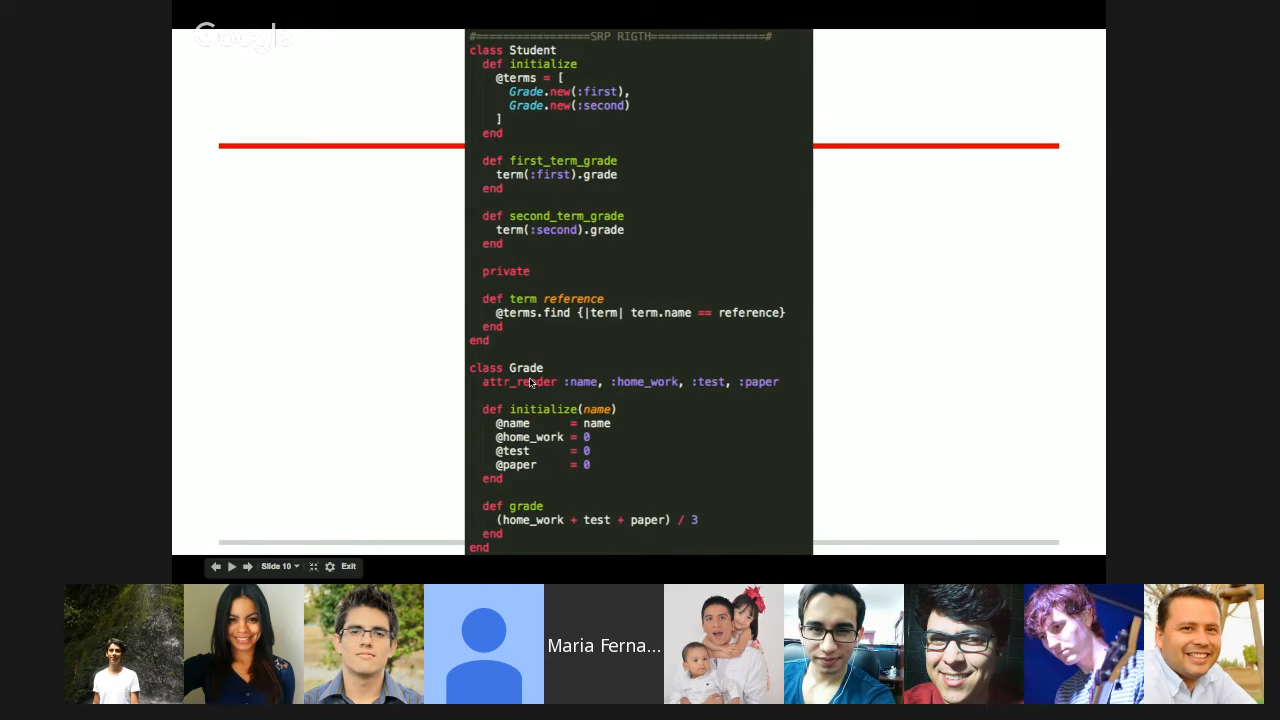 Google
#=================SRP RIGTH=================#
class Student
def initialize
@terms = [
Grade.new(:first),
Grade.new(:second)
]
end
def first_term_grade
term(:first).grade
end
def second_term_grade
term(:second).grade
end
private
def term reference
@terms.find {|term| term.name == reference}
end
end
class Grade
attr_reader :name, :home_work, :test, :paper
def initialize(name)
@name = name
@home_work = 0
@test = 0
@paper = 0
end
def grade
(home_work + test + paper) / 3
end
end
Slide 10
Exit
Maria Ferna...